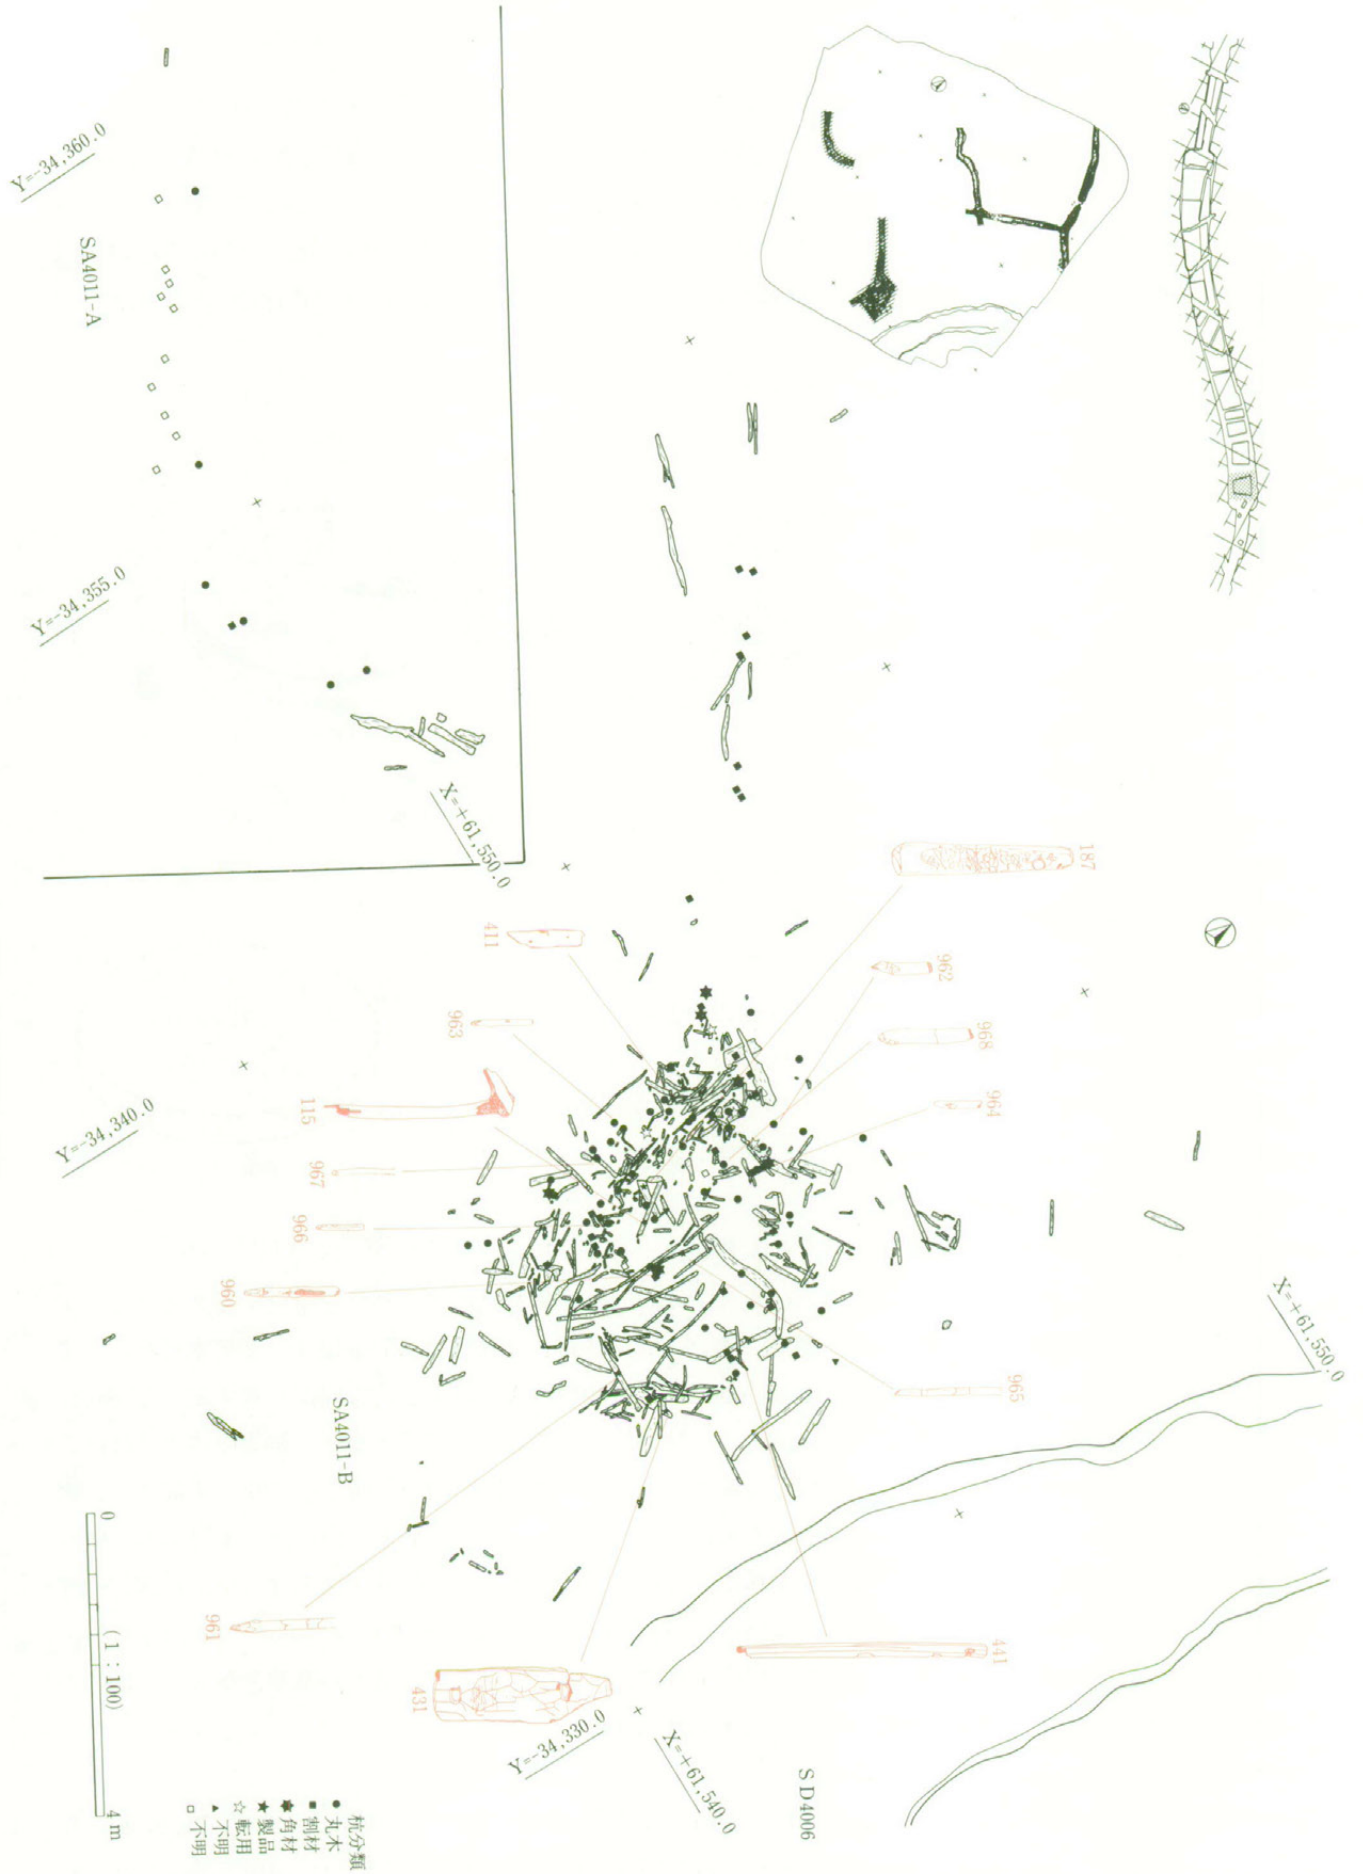 Y=-34,360.0
SA4011-A
Y=-34,355.0
X=+61,550.0
187
411
962
963
968
964
115
967
966
960
965
Y=-34,340.0
X=+61,550.0
SA4011-B
961
431
441
Y=-34,330.0
X=+61,540.0
SD4006
0
(1:100)
4m
杭分類
● 丸木
■ 割材
角材
★ 製品
☆ 転用
▲ 不明
□ 不明